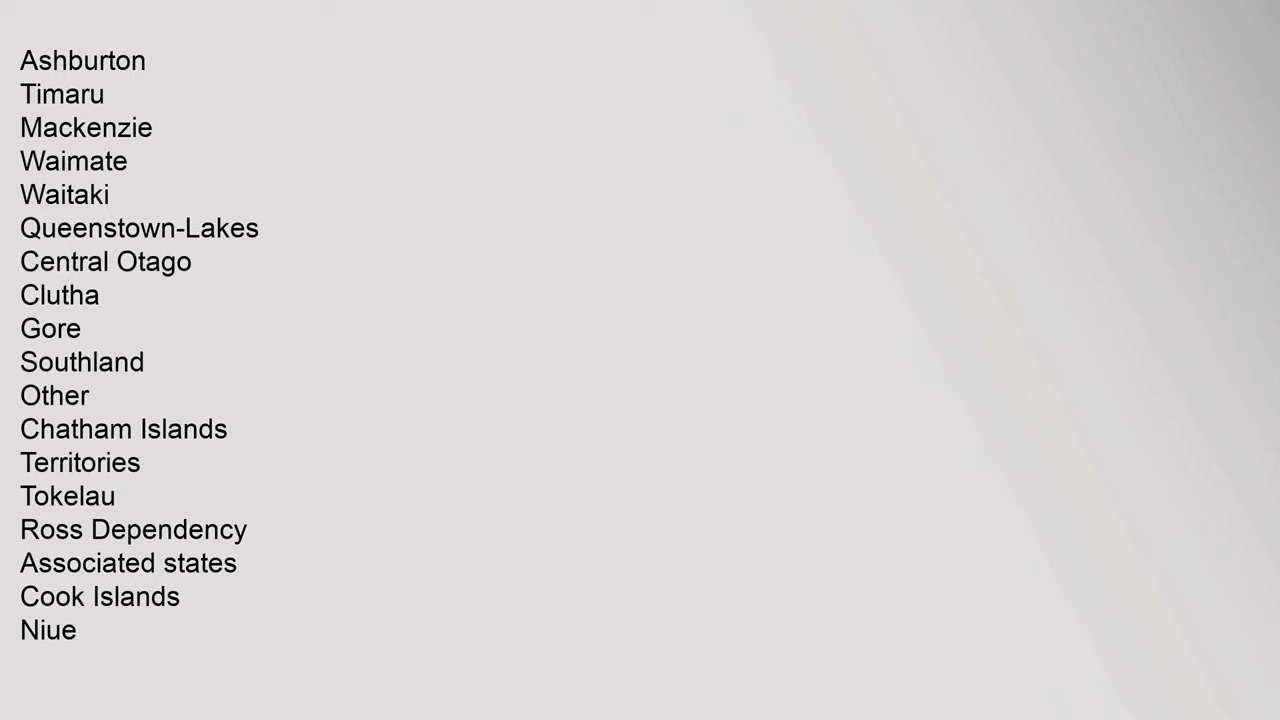 Ashburton
Timaru
Mackenzie
Waimate
Waitaki
Queenstown-Lakes
Central Otago
Clutha
Gore
Southland
Other
Chatham Islands
Territories
Tokelau
Ross Dependency
Associated states
Cook Islands
Niue